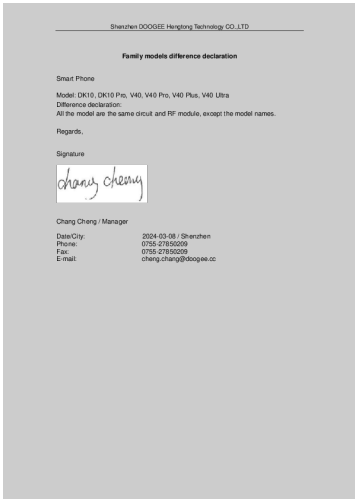 Shenzhen DOOGEE Hengtong Technology CO.,LTD
Family models difference declaration
Smart Phone
Model: DK10, DK10 Pro, V40, V40 Pro, V40 Plus, V40 Ultra
Difference declaration:
All the model are the same circuit and RF module, except the model names.
Regards,
Signature
chang cheng
Chang Cheng / Manager
Date/City: 2024-03-08 / Shenzhen
Phone: 0755-27850209
Fax: 0755-27850209
E-mail: cheng.chang@doogee.cc